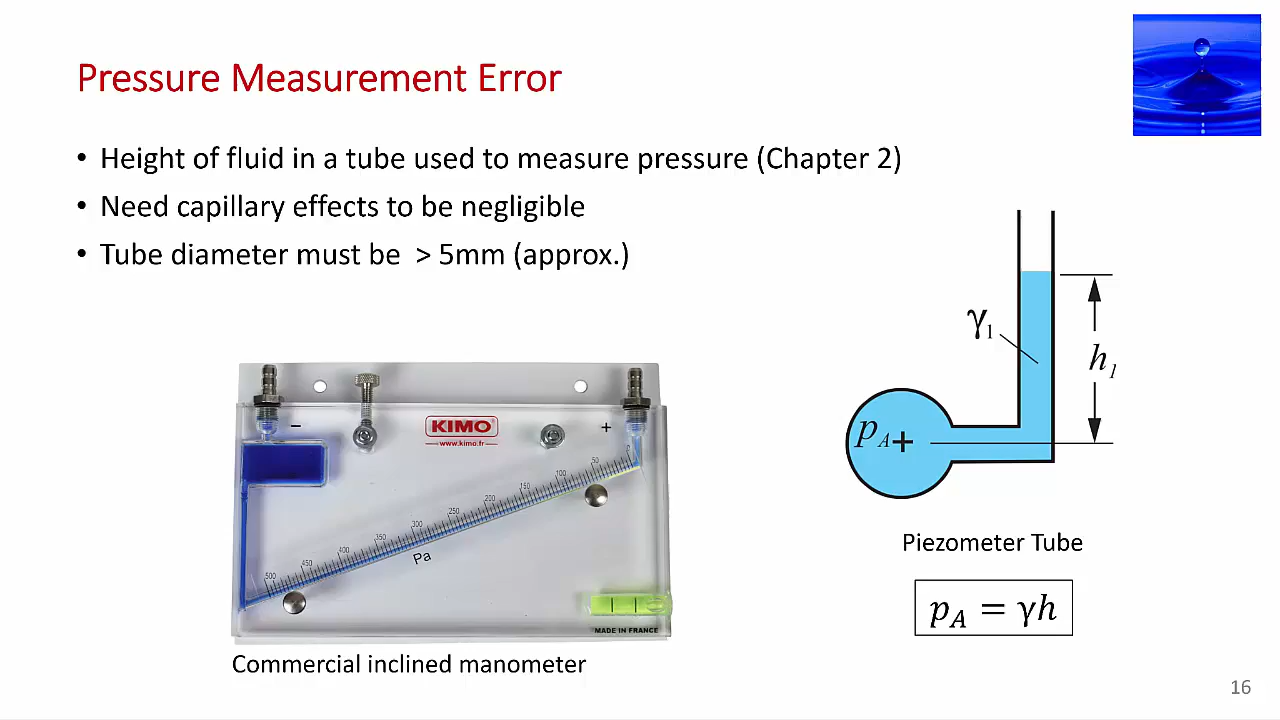 Pressure Measurement Error
• Height of fluid in a tube used to measure pressure (Chapter 2)
• Need capillary effects to be negligible
• Tube diameter must be > 5mm (approx.)
γ1
h1
pA
− KIMO +
www.kimo.fr
0
50
100
150
200
250
300
350
400
450
500
Pa
MADE IN FRANCE
Commercial inclined manometer
Piezometer Tube
pA = γh
16